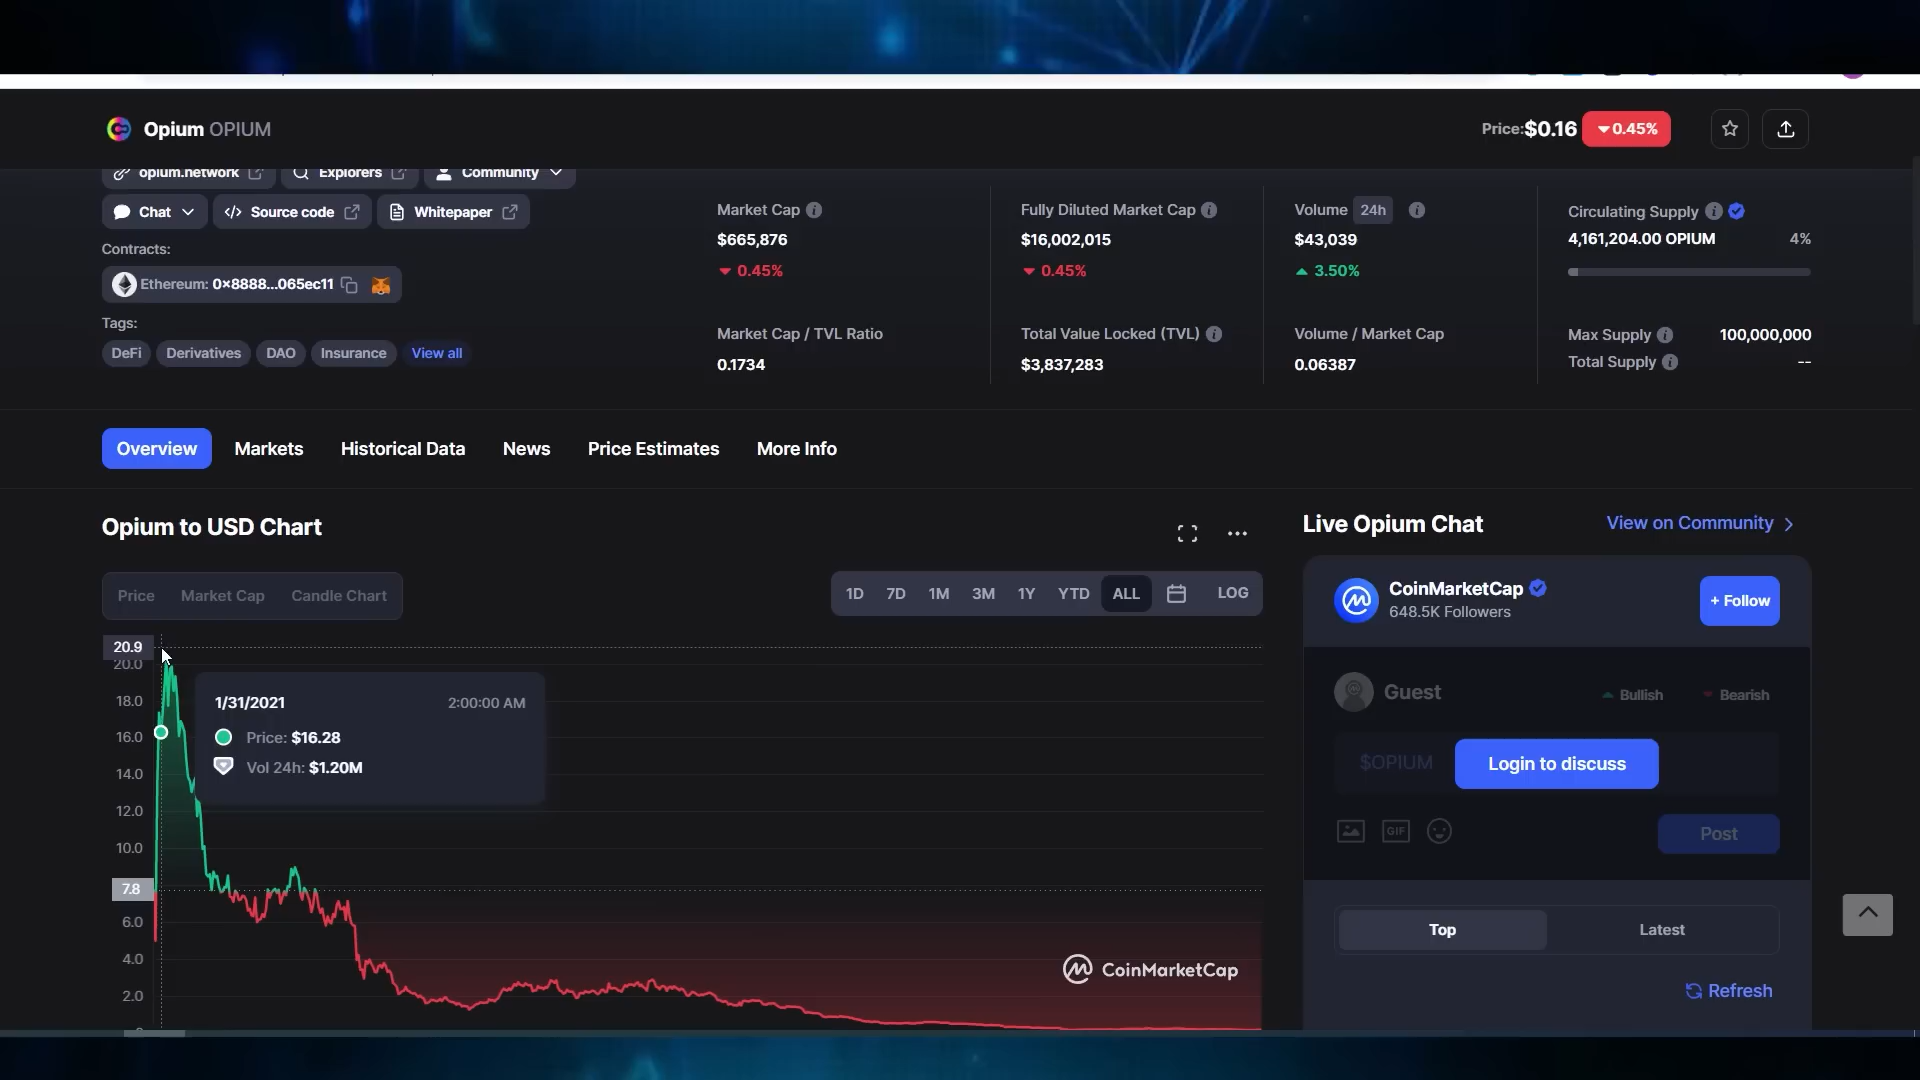 Opium OPIUM
Price:$0.16 0.45%
opium.network Explorers Community
Chat Source code Whitepaper
Contracts:
Ethereum: 0x8888...065ec11
Tags:
DeFi Derivatives DAO Insurance View all
Market Cap
$665,876
0.45%
Market Cap / TVL Ratio
0.1734
Fully Diluted Market Cap
$16,002,015
0.45%
Total Value Locked (TVL)
$3,837,283
Volume 24h
$43,039
3.50%
Volume / Market Cap
0.06387
Circulating Supply
4,161,204.00 OPIUM 4%
Max Supply 100,000,000
Total Supply --
Overview Markets Historical Data News Price Estimates More Info
Opium to USD Chart
Price Market Cap Candle Chart
1D 7D 1M 3M 1Y YTD ALL LOG
20.9
20.0
18.0
16.0
14.0
12.0
10.0
7.8
6.0
4.0
2.0
1/31/2021 2:00:00 AM
Price: $16.28
Vol 24h: $1.20M
CoinMarketCap
Live Opium Chat View on Community
CoinMarketCap
648.5K Followers
+ Follow
Guest Bullish Bearish
$OPIUM Login to discuss
GIF Post
Top Latest
Refresh